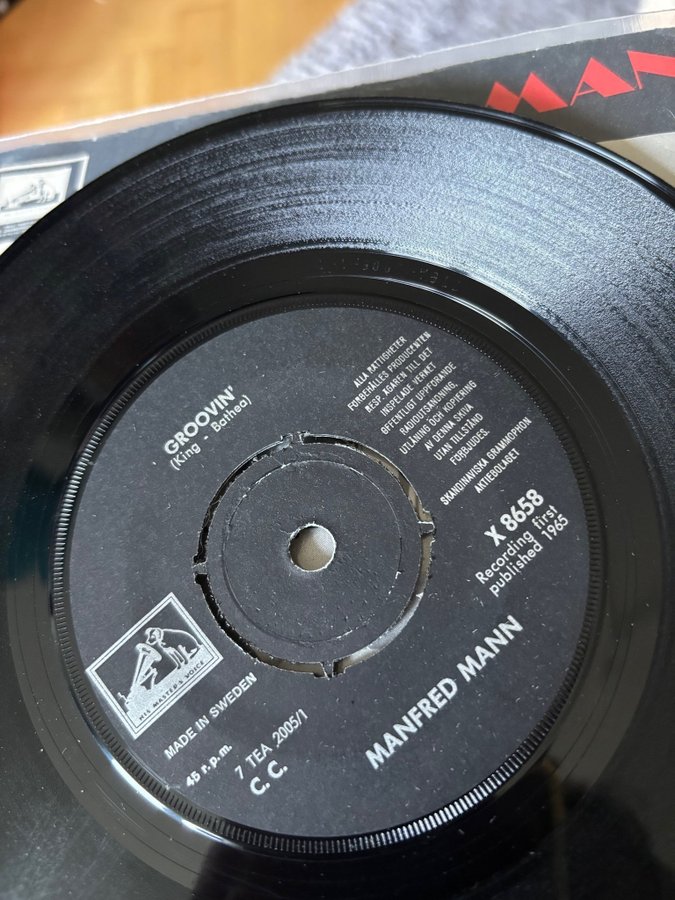 MAN
GROOVIN'
(King - Bathea)
ALLA RÄTTIGHETER
FÖRBEHÅLLES PRODUCENTEN
RESP. ÄGAREN TILL DET
INSPELADE VERKET
OFFENTLIGT UPPFÖRANDE
RADIOUTSÄNDNING,
UTLÅNING OCH KOPIERING
AV DENNA SKIVA
UTAN TILLSTÅND
FÖRBJUDES.
SKANDINAVISKA GRAMMOPHON
AKTIEBOLAGET
X 8658
Recording first
published 1965
HIS MASTER'S VOICE
MADE IN SWEDEN
45 r.p.m.
7 TEA 2005/1
C. C.
MANFRED MANN